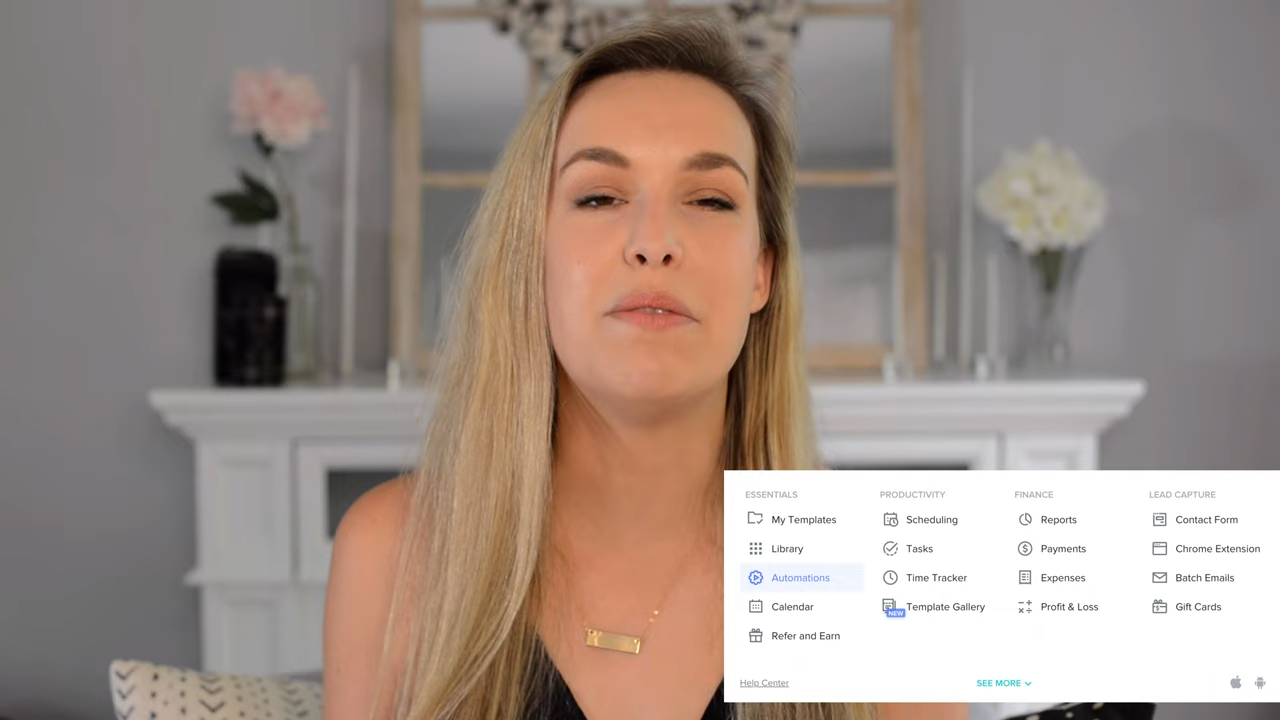 ESSENTIALS
My Templates
Library
Automations
Calendar
Refer and Earn
PRODUCTIVITY
Scheduling
Tasks
Time Tracker
NEW
Template Gallery
FINANCE
Reports
Payments
Expenses
Profit & Loss
LEAD CAPTURE
Contact Form
Chrome Extension
Batch Emails
Gift Cards
Help Center
SEE MORE